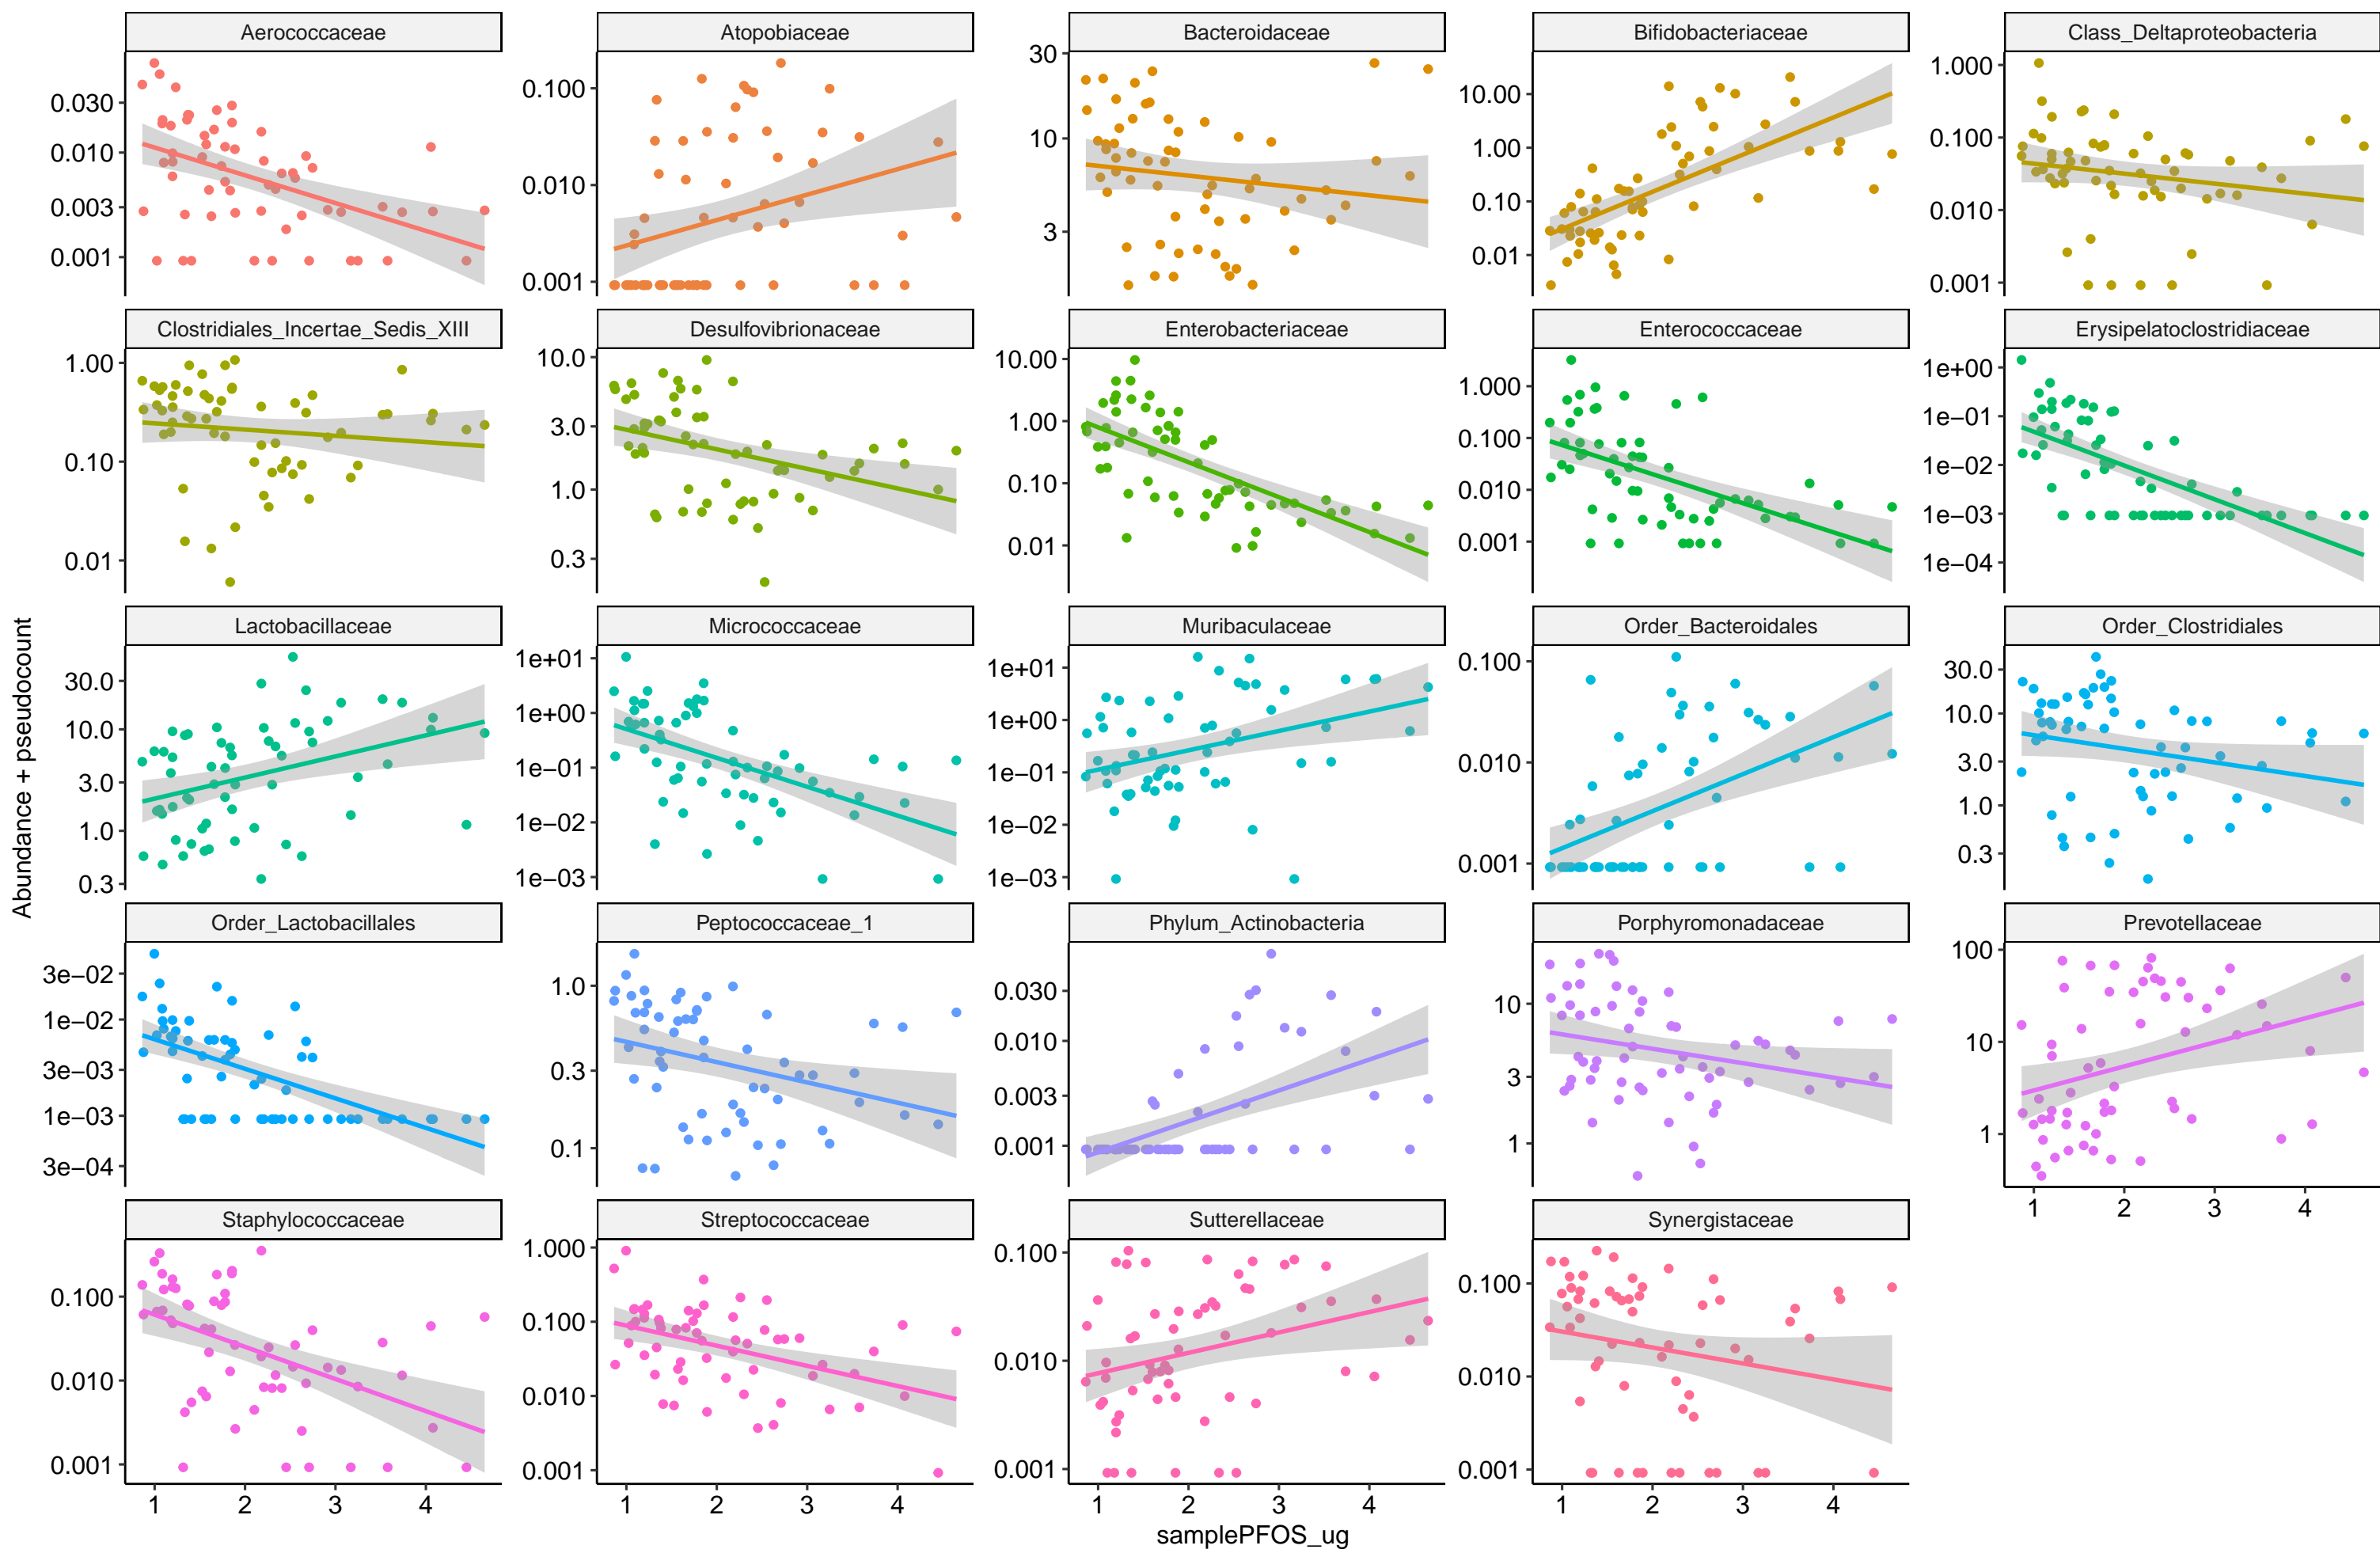 Aerococcaceae
Atopobiaceae
Bacteroidaceae
Bifidobacteriaceae
Class_Deltaproteobacteria
0.030
0.010
0.003
0.001
0.100
0.010
0.001
30
10
3
10.00
1.00
0.10
0.01
1.000
0.100
0.010
0.001
Clostridiales_Incertae_Sedis_XIII
Desulfovibrionaceae
Enterobacteriaceae
Enterococcaceae
Erysipelatoclostridiaceae
1.00
0.10
0.01
10.0
3.0
1.0
0.3
10.00
1.00
0.10
0.01
1.000
0.100
0.010
0.001
1e+00
1e−01
1e−02
1e−03
1e−04
Lactobacillaceae
Micrococcaceae
Muribaculaceae
Order_Bacteroidales
Order_Clostridiales
30.0
10.0
3.0
1.0
0.3
1e+01
1e+00
1e−01
1e−02
1e−03
1e+01
1e+00
1e−01
1e−02
1e−03
0.100
0.010
0.001
30.0
10.0
3.0
1.0
0.3
Abundance + pseudocount
Order_Lactobacillales
Peptococcaceae_1
Phylum_Actinobacteria
Porphyromonadaceae
Prevotellaceae
3e−02
1e−02
3e−03
1e−03
3e−04
1.0
0.3
0.1
0.030
0.010
0.003
0.001
10
3
1
100
10
1
1 2 3 4
Staphylococcaceae
Streptococcaceae
Sutterellaceae
Synergistaceae
0.100
0.010
0.001
1.000
0.100
0.010
0.001
0.100
0.010
0.001
0.100
0.010
0.001
1 2 3 4
1 2 3 4
1 2 3 4
1 2 3 4
samplePFOS_ug